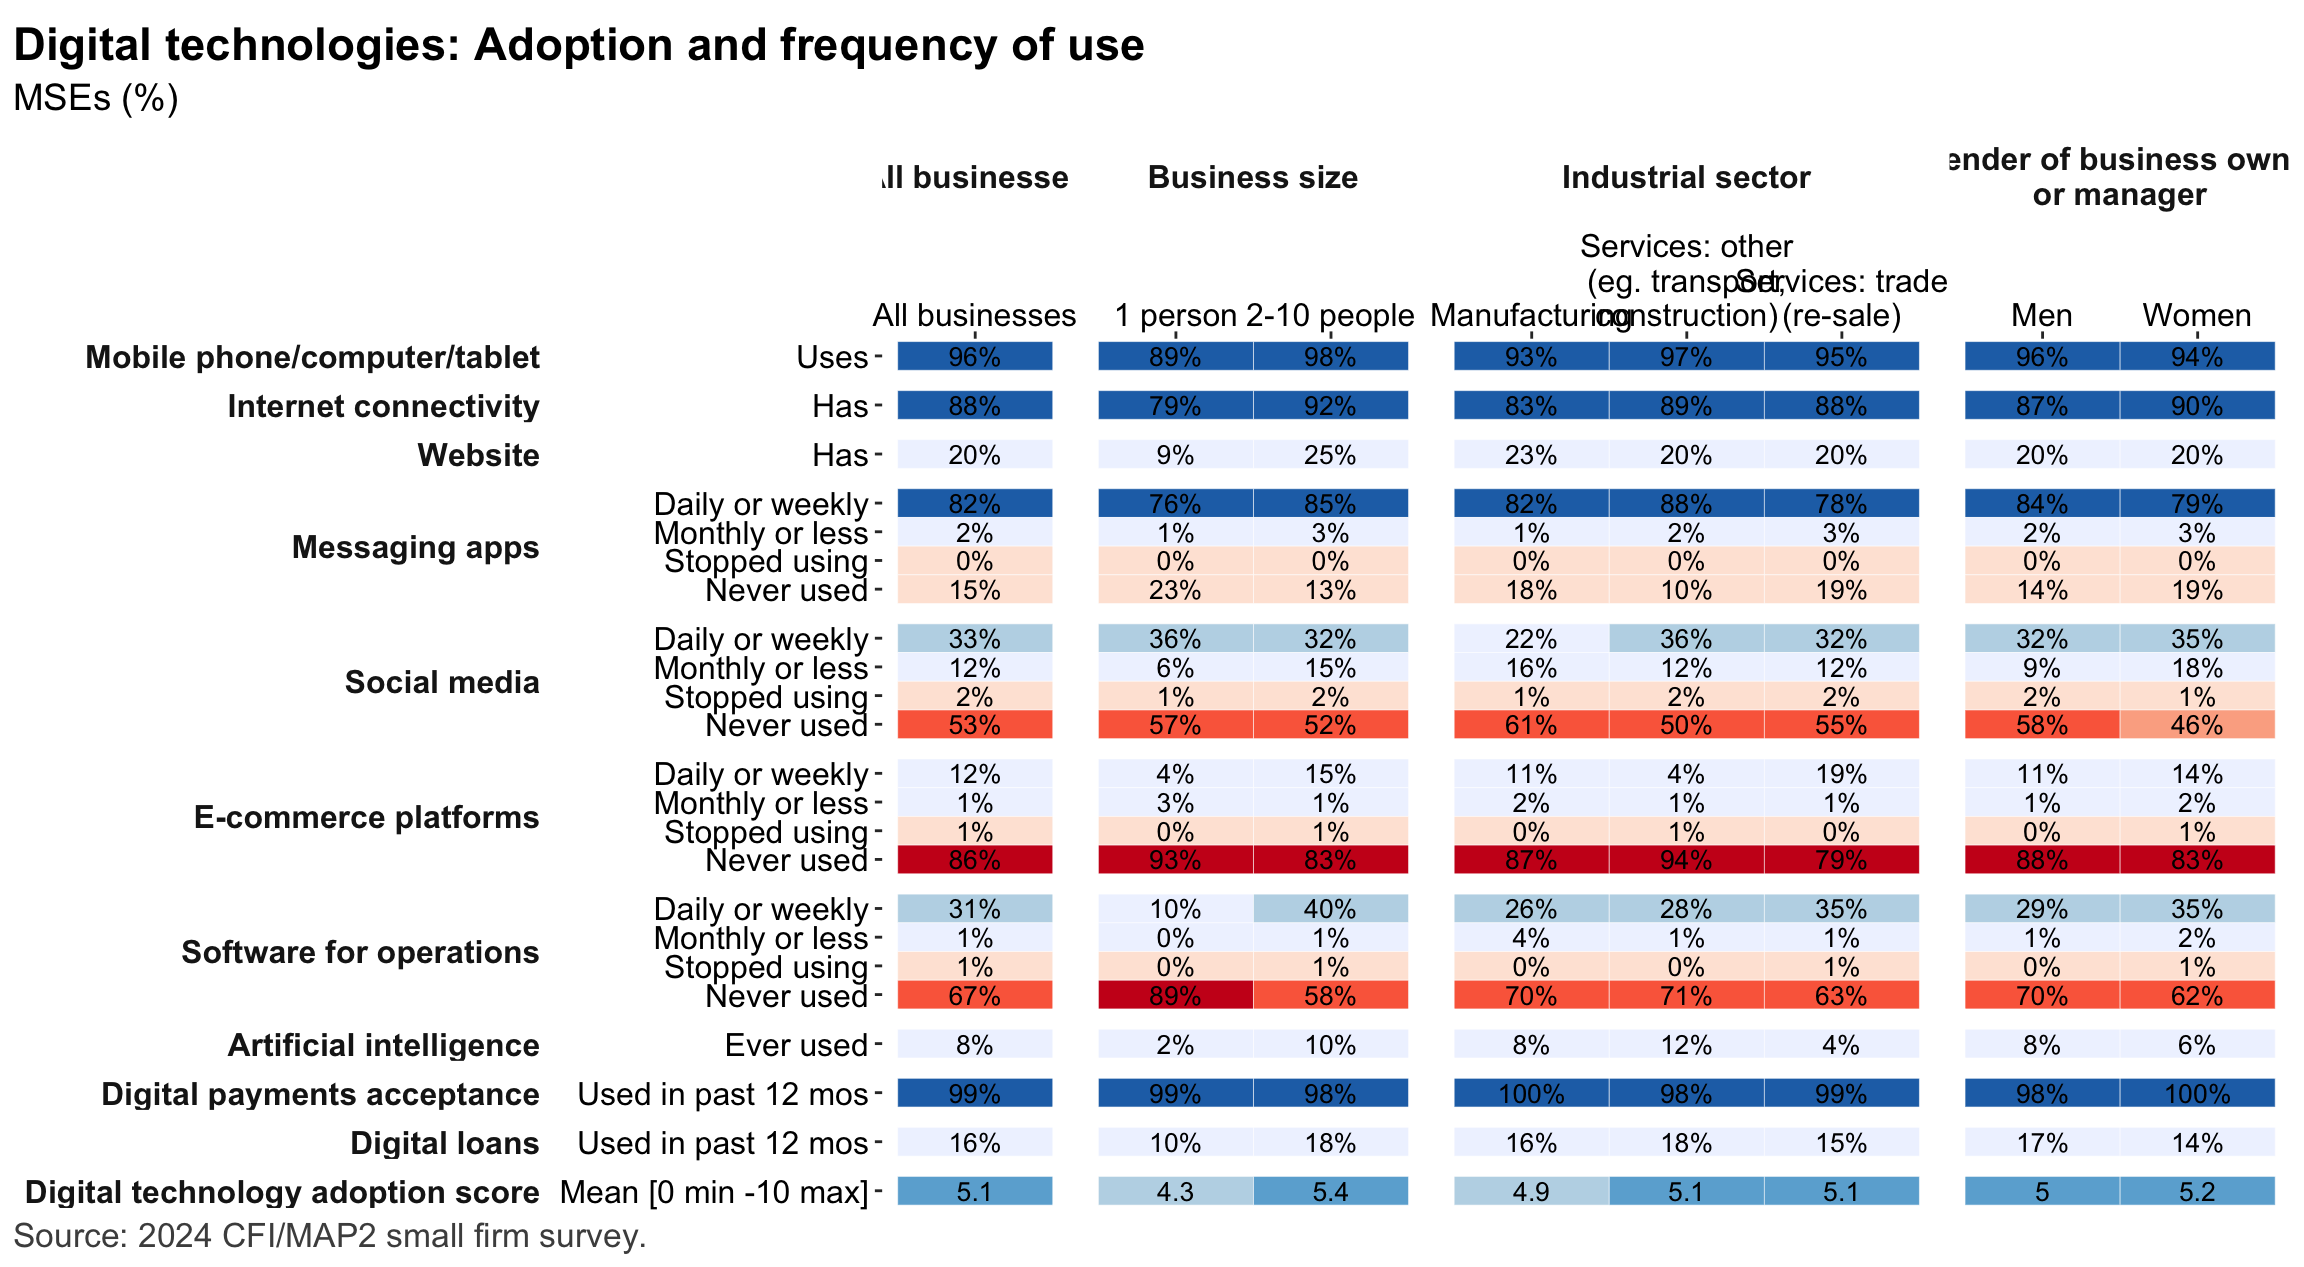 Digital technologies: Adoption and frequency of use
MSEs (%)
ll businesse Business size Industrial sector ender of business own
or manager
Services: other
(eg. transport, Services: trade
All businesses 1 person 2-10 people Manufacturing construction) (re-sale) Men Women
Mobile phone/computer/tablet Uses 96% 89% 98% 93% 97% 95% 96% 94%
Internet connectivity Has 88% 79% 92% 83% 89% 88% 87% 90%
Website Has 20% 9% 25% 23% 20% 20% 20% 20%
Messaging apps
Daily or weekly 82% 76% 85% 82% 88% 78% 84% 79%
Monthly or less 2% 1% 3% 1% 2% 3% 2% 3%
Stopped using 0% 0% 0% 0% 0% 0% 0% 0%
Never used 15% 23% 13% 18% 10% 19% 14% 19%
Social media
Daily or weekly 33% 36% 32% 22% 36% 32% 32% 35%
Monthly or less 12% 6% 15% 16% 12% 12% 9% 18%
Stopped using 2% 1% 2% 1% 2% 2% 2% 1%
Never used 53% 57% 52% 61% 50% 55% 58% 46%
E-commerce platforms
Daily or weekly 12% 4% 15% 11% 4% 19% 11% 14%
Monthly or less 1% 3% 1% 2% 1% 1% 1% 2%
Stopped using 1% 0% 1% 0% 1% 0% 0% 1%
Never used 86% 93% 83% 87% 94% 79% 88% 83%
Software for operations
Daily or weekly 31% 10% 40% 26% 28% 35% 29% 35%
Monthly or less 1% 0% 1% 4% 1% 1% 1% 2%
Stopped using 1% 0% 1% 0% 0% 1% 0% 1%
Never used 67% 89% 58% 70% 71% 63% 70% 62%
Artificial intelligence Ever used 8% 2% 10% 8% 12% 4% 8% 6%
Digital payments acceptance Used in past 12 mos 99% 99% 98% 100% 98% 99% 98% 100%
Digital loans Used in past 12 mos 16% 10% 18% 16% 18% 15% 17% 14%
Digital technology adoption score Mean [0 min -10 max] 5.1 4.3 5.4 4.9 5.1 5.1 5 5.2
Source: 2024 CFI/MAP2 small firm survey.